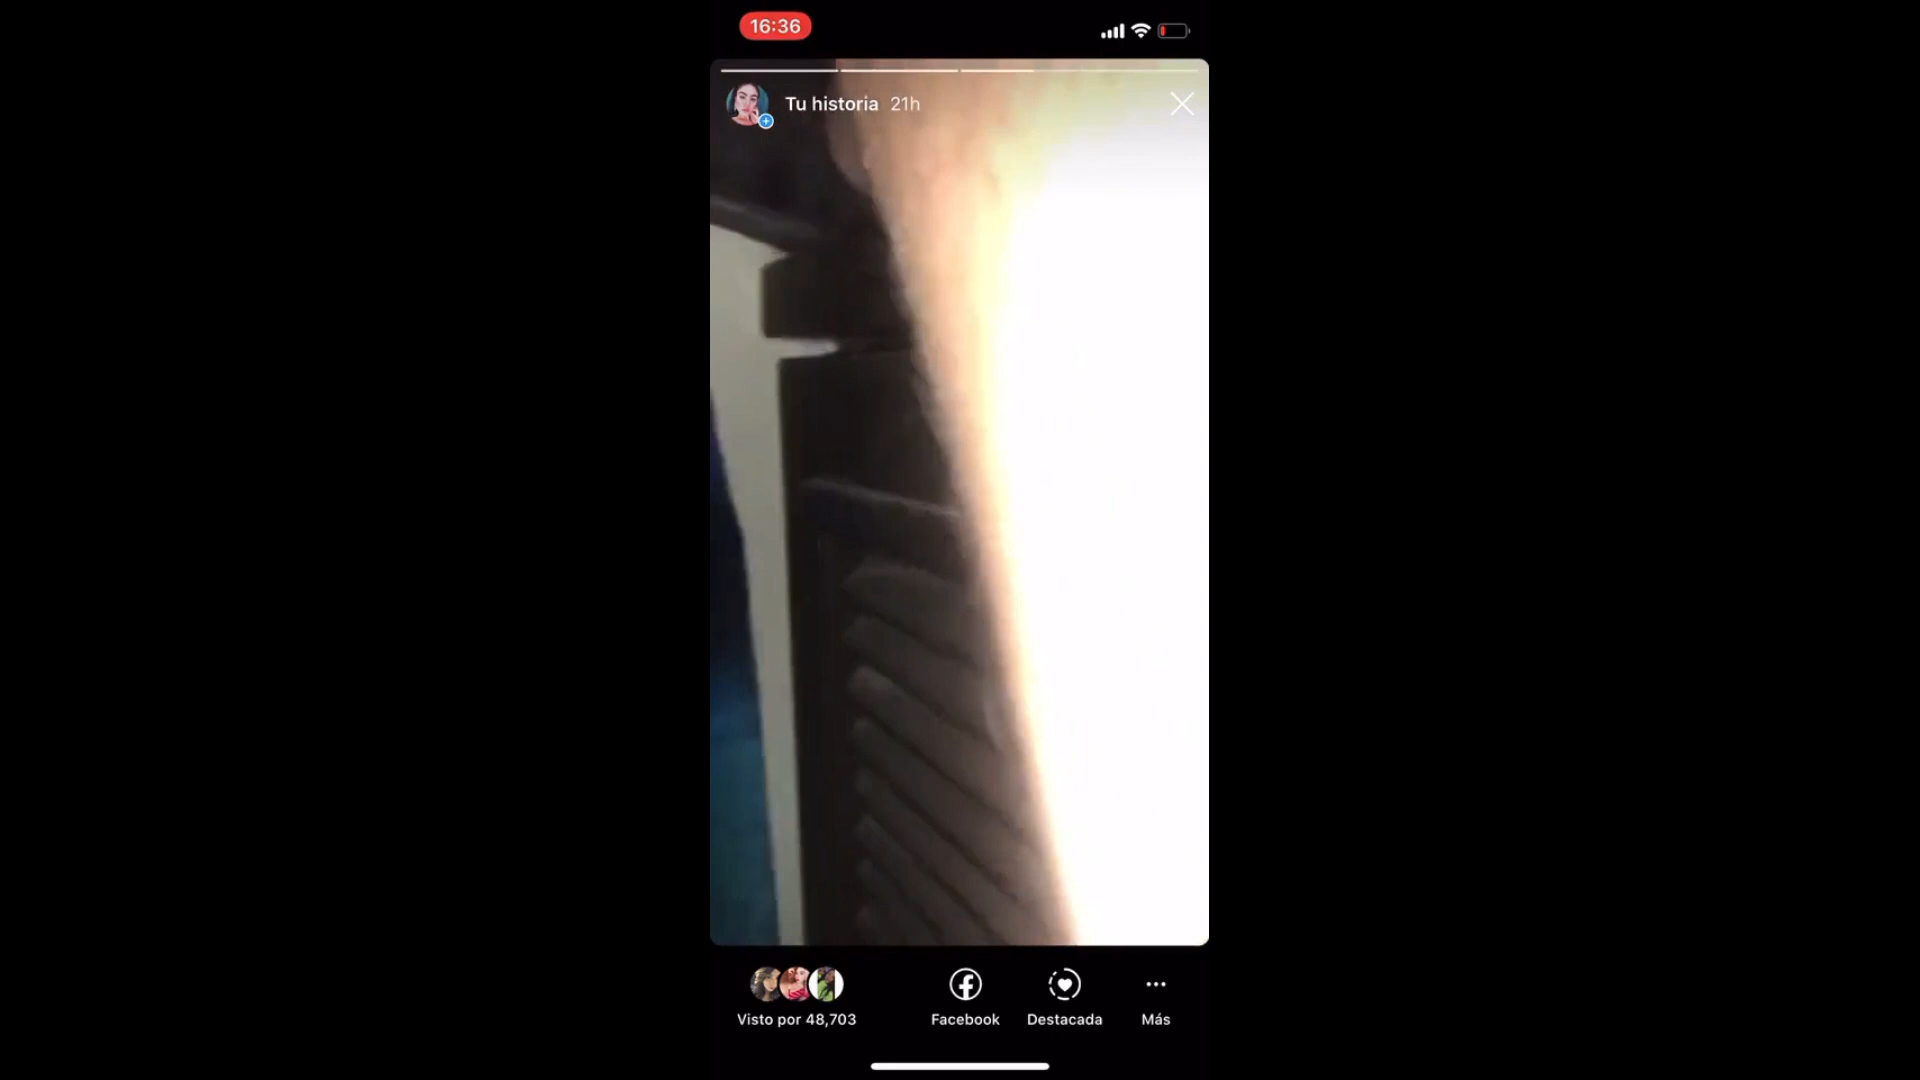 16:36
Tu historia 21h
Visto por 48,703
Facebook
Destacada
Más